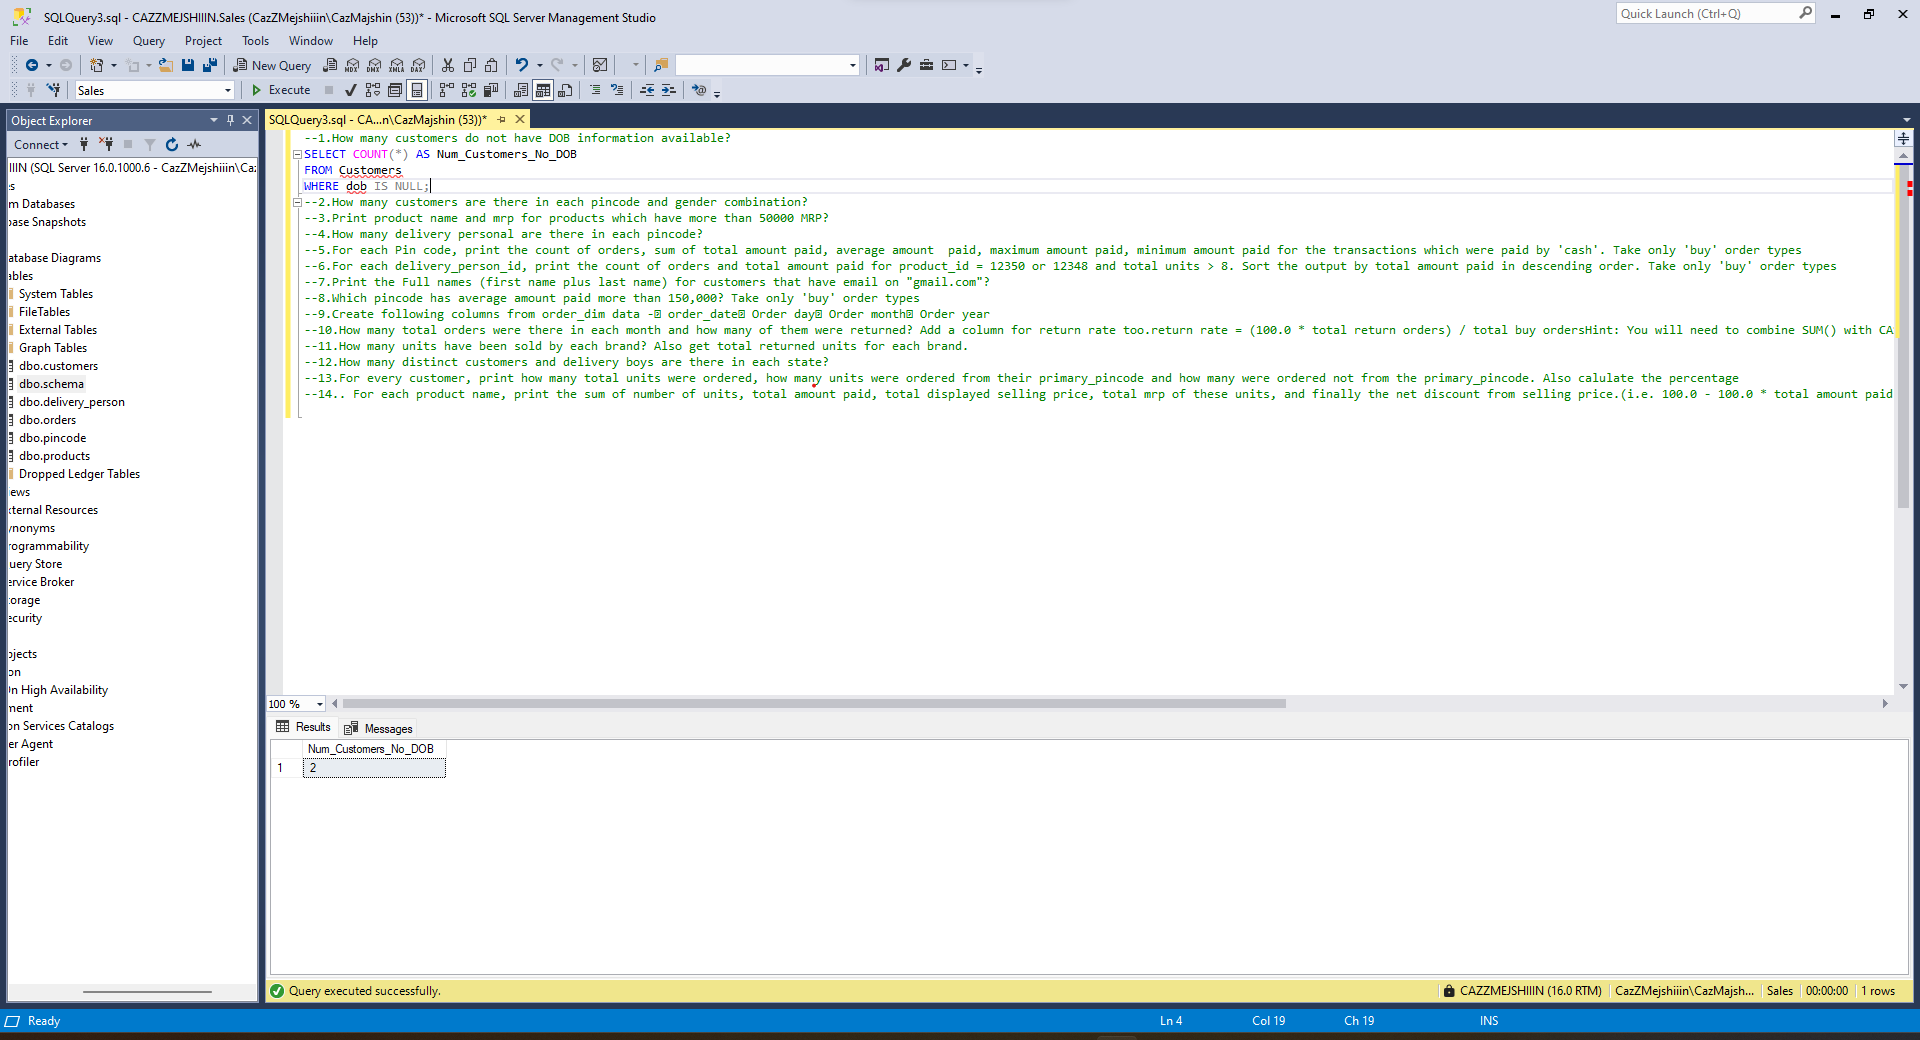 SQLQuery3.sql - CAZZMEJSHIIIN.Sales (CazZMejshiiin\CazMajshin (53))* - Microsoft SQL Server Management Studio
Quick Launch (Ctrl+Q)
File Edit View Query Project Tools Window Help
New Query
MDX DMX XMLA DAX
Sales
Execute
Object Explorer
SQLQuery3.sql - CA...n\CazMajshin (53))*
Connect
IIIN (SQL Server 16.0.1000.6 - CazZMejshiiin\Caz
es
m Databases
base Snapshots
atabase Diagrams
ables
System Tables
FileTables
External Tables
Graph Tables
dbo.customers
dbo.schema
dbo.delivery_person
dbo.orders
dbo.pincode
dbo.products
Dropped Ledger Tables
iews
xternal Resources
ynonyms
rogrammability
uery Store
ervice Broker
torage
ecurity
bjects
on
n High Availability
ment
on Services Catalogs
er Agent
rofiler
--1.How many customers do not have DOB information available?
SELECT COUNT(*) AS Num_Customers_No_DOB
FROM Customers
WHERE dob IS NULL;
--2.How many customers are there in each pincode and gender combination?
--3.Print product name and mrp for products which have more than 50000 MRP?
--4.How many delivery personal are there in each pincode?
--5.For each Pin code, print the count of orders, sum of total amount paid, average amount  paid, maximum amount paid, minimum amount paid for the transactions which were paid by 'cash'. Take only 'buy' order types
--6.For each delivery_person_id, print the count of orders and total amount paid for product_id = 12350 or 12348 and total units > 8. Sort the output by total amount paid in descending order. Take only 'buy' order types
--7.Print the Full names (first name plus last name) for customers that have email on "gmail.com"?
--8.Which pincode has average amount paid more than 150,000? Take only 'buy' order types
--9.Create following columns from order_dim data - order_date Order day Order month Order year
--10.How many total orders were there in each month and how many of them were returned? Add a column for return rate too.return rate = (100.0 * total return orders) / total buy ordersHint: You will need to combine SUM() with CA
--11.How many units have been sold by each brand? Also get total returned units for each brand.
--12.How many distinct customers and delivery boys are there in each state?
--13.For every customer, print how many total units were ordered, how many units were ordered from their primary_pincode and how many were ordered not from the primary_pincode. Also calulate the percentage
--14.. For each product name, print the sum of number of units, total amount paid, total displayed selling price, total mrp of these units, and finally the net discount from selling price.(i.e. 100.0 - 100.0 * total amount paid
100 %
Results Messages
Num_Customers_No_DOB
1 2
Query executed successfully.
CAZZMEJSHIIIN (16.0 RTM) CazZMejshiiin\CazMajsh... Sales 00:00:00 1 rows
Ready Ln 4 Col 19 Ch 19 INS